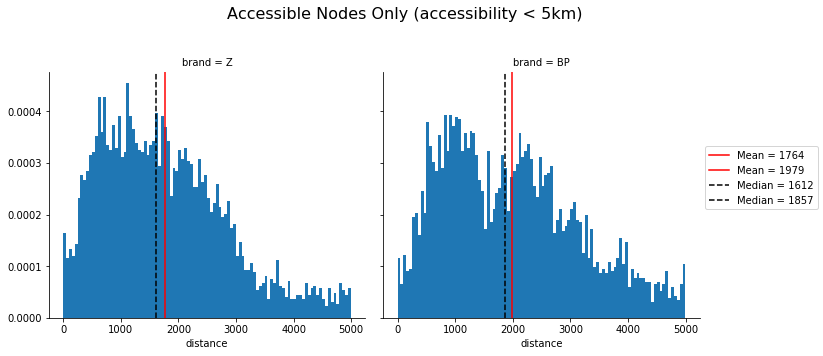 Accessible Nodes Only (accessibility < 5km)
brand = Z
brand = BP
0.0004
0.0003
0.0002
0.0001
0.0000
0 1000 2000 3000 4000 5000
0 1000 2000 3000 4000 5000
distance
distance
Mean = 1764
Mean = 1979
Median = 1612
Median = 1857